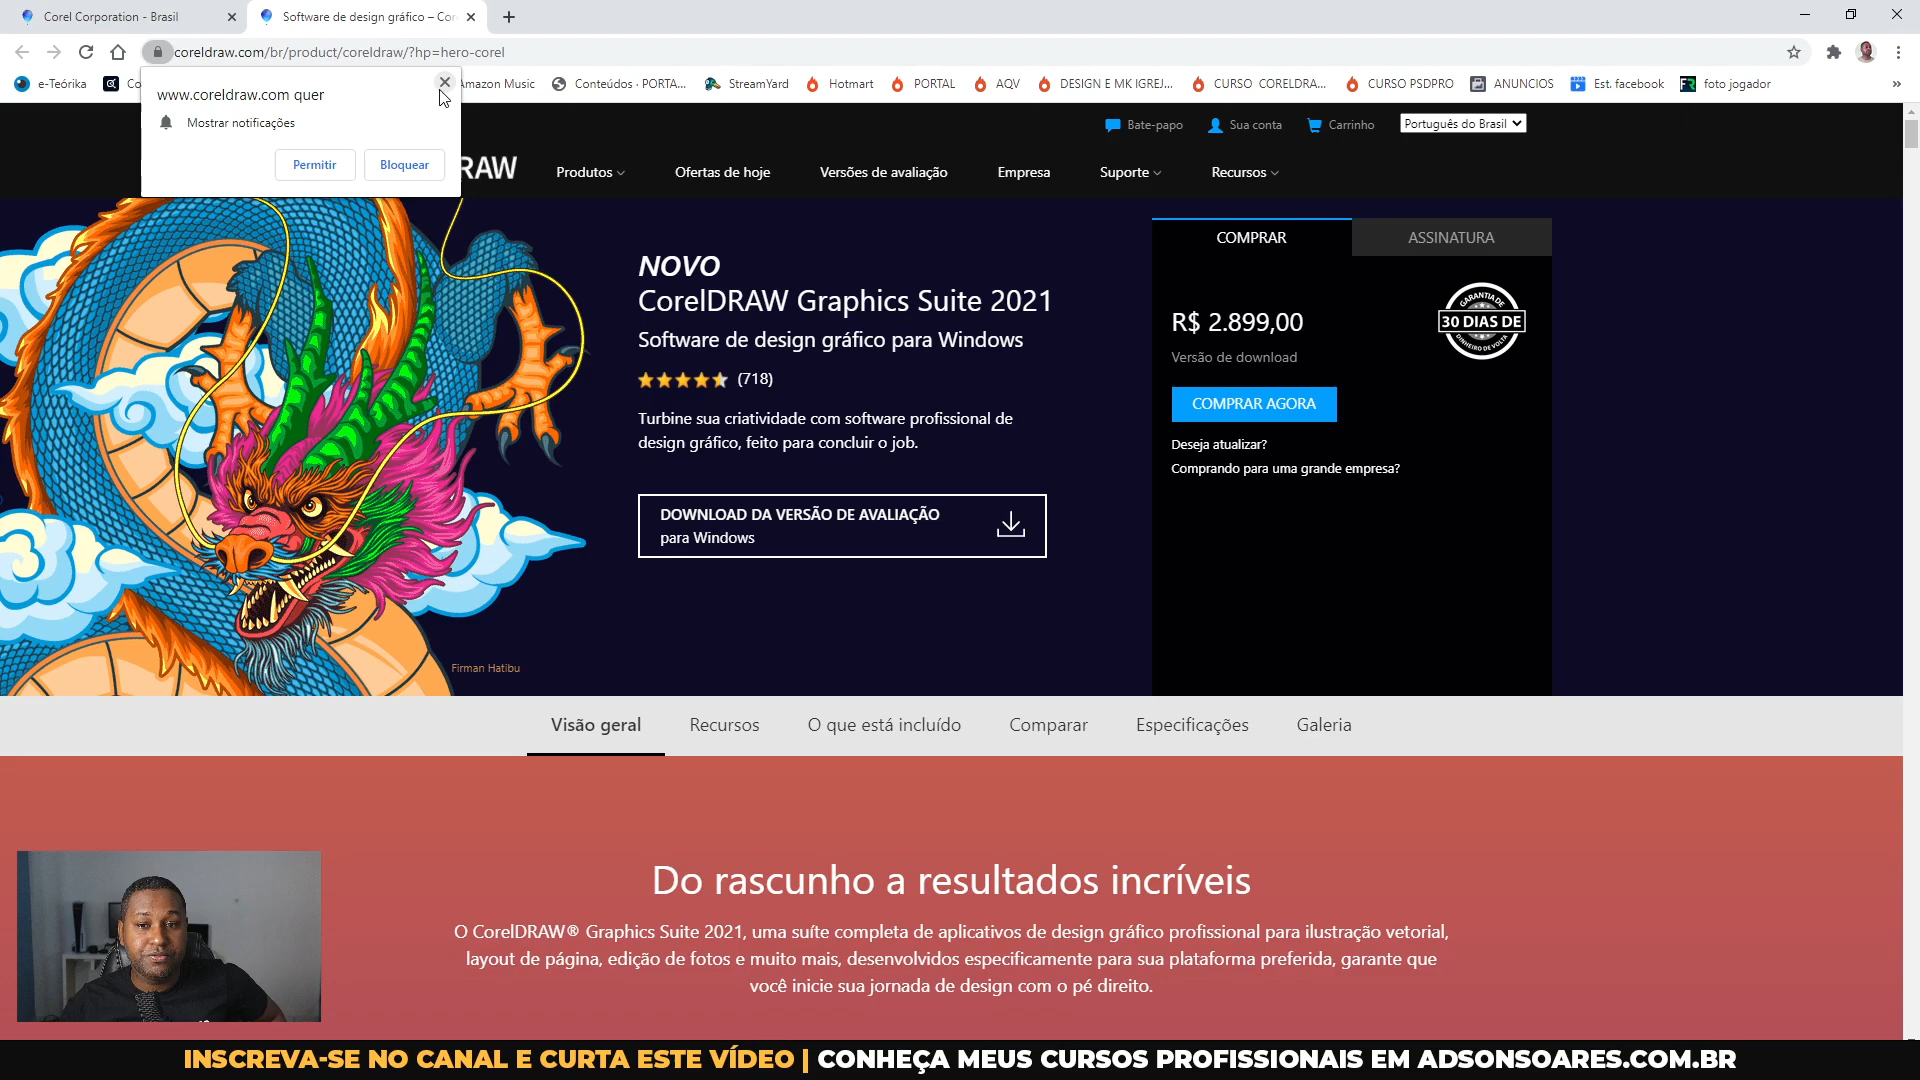 Corel Corporation - Brasil
Software de design gráfico – Cor
coreldraw.com/br/product/coreldraw/?hp=hero-corel
e-Teórika
Co
Amazon Music
Conteúdos · PORTA...
StreamYard
Hotmart
PORTAL
AQV
DESIGN E MK IGREJ...
CURSO CORELDRA...
CURSO PSDPRO
ANUNCIOS
Est. facebook
foto jogador
»
www.coreldraw.com quer
Mostrar notificações
Permitir
Bloquear
Bate-papo
Sua conta
Carrinho
Português do Brasil
RAW
Produtos
Ofertas de hoje
Versões de avaliação
Empresa
Suporte
Recursos
NOVO
CorelDRAW Graphics Suite 2021
Software de design gráfico para Windows
(718)
Turbine sua criatividade com software profissional de
design gráfico, feito para concluir o job.
DOWNLOAD DA VERSÃO DE AVALIAÇÃO
para Windows
COMPRAR
ASSINATURA
R$ 2.899,00
Versão de download
GARANTIA DE
30 DIAS DE
DINHEIRO DE VOLTA
COMPRAR AGORA
Deseja atualizar?
Comprando para uma grande empresa?
Firman Hatibu
Visão geral
Recursos
O que está incluído
Comparar
Especificações
Galeria
Do rascunho a resultados incríveis
O CorelDRAW® Graphics Suite 2021, uma suíte completa de aplicativos de design gráfico profissional para ilustração vetorial,
layout de página, edição de fotos e muito mais, desenvolvidos especificamente para sua plataforma preferida, garante que
você inicie sua jornada de design com o pé direito.
INSCREVA-SE NO CANAL E CURTA ESTE VÍDEO | CONHEÇA MEUS CURSOS PROFISSIONAIS EM ADSONSOARES.COM.BR